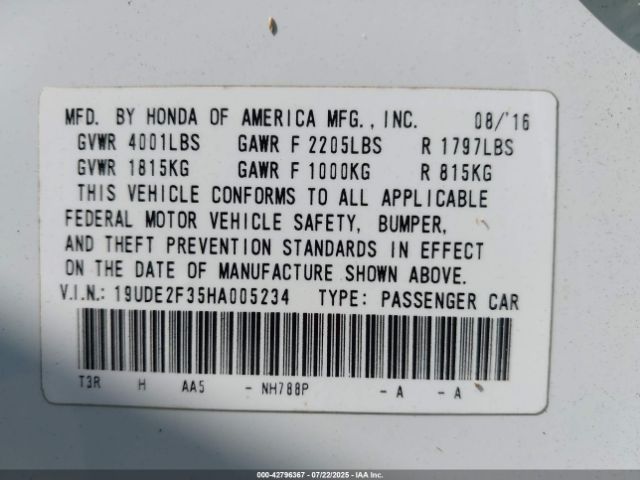 MFD. BY HONDA OF AMERICA MFG., INC. 08/'16
GVWR 4001LBS GAWR F 2205LBS R 1797LBS
GVWR 1815KG GAWR F 1000KG R 815KG
THIS VEHICLE CONFORMS TO ALL APPLICABLE
FEDERAL MOTOR VEHICLE SAFETY, BUMPER,
AND THEFT PREVENTION STANDARDS IN EFFECT
ON THE DATE OF MANUFACTURE SHOWN ABOVE.
V.I.N.: 19UDE2F35HA005234 TYPE: PASSENGER CAR
T3R H AA5 - NH788P - A - A
000-42796367 - 07/22/2025 - IAA Inc.